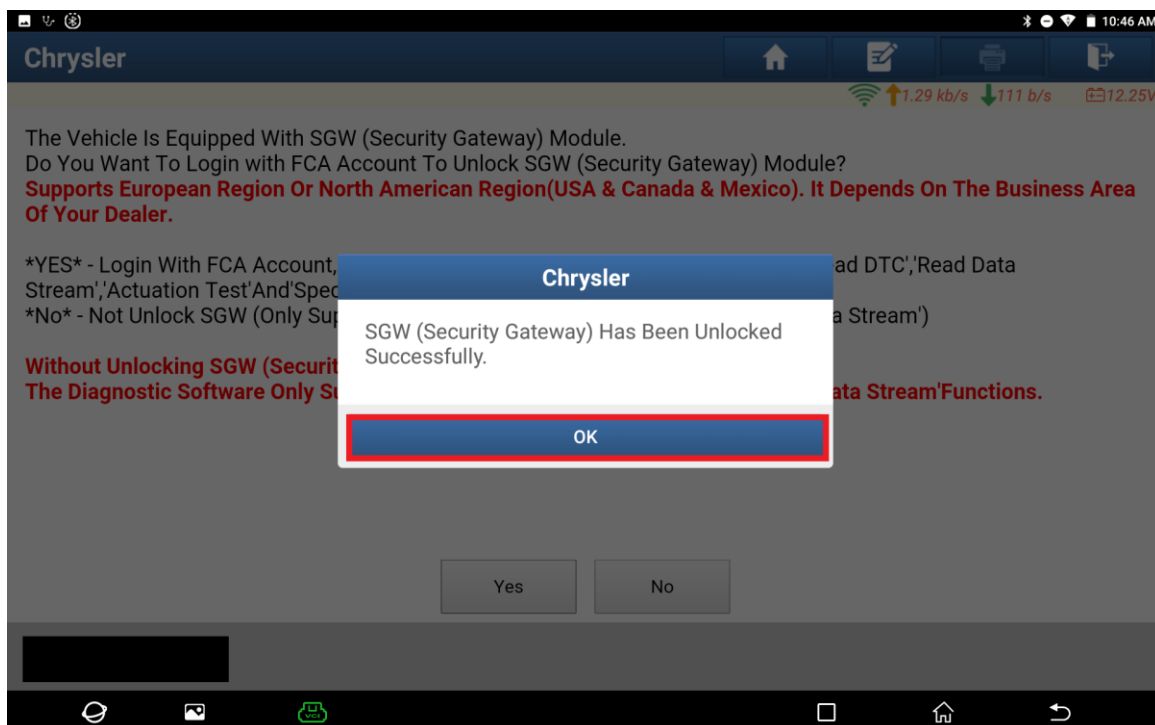 10:46 AM
Chrysler
1.29 kb/s 111 b/s 12.25V
The Vehicle Is Equipped With SGW (Security Gateway) Module.
Do You Want To Login with FCA Account To Unlock SGW (Security Gateway) Module?
Supports European Region Or North American Region(USA & Canada & Mexico). It Depends On The Business Area
Of Your Dealer.
*YES* - Login With FCA Account, ad DTC','Read Data
Stream','Actuation Test'And'Spec
*No* - Not Unlock SGW (Only Sup a Stream')
Without Unlocking SGW (Securit
The Diagnostic Software Only Su ata Stream'Functions.
Chrysler
SGW (Security Gateway) Has Been Unlocked
Successfully.
OK
Yes No
VCI